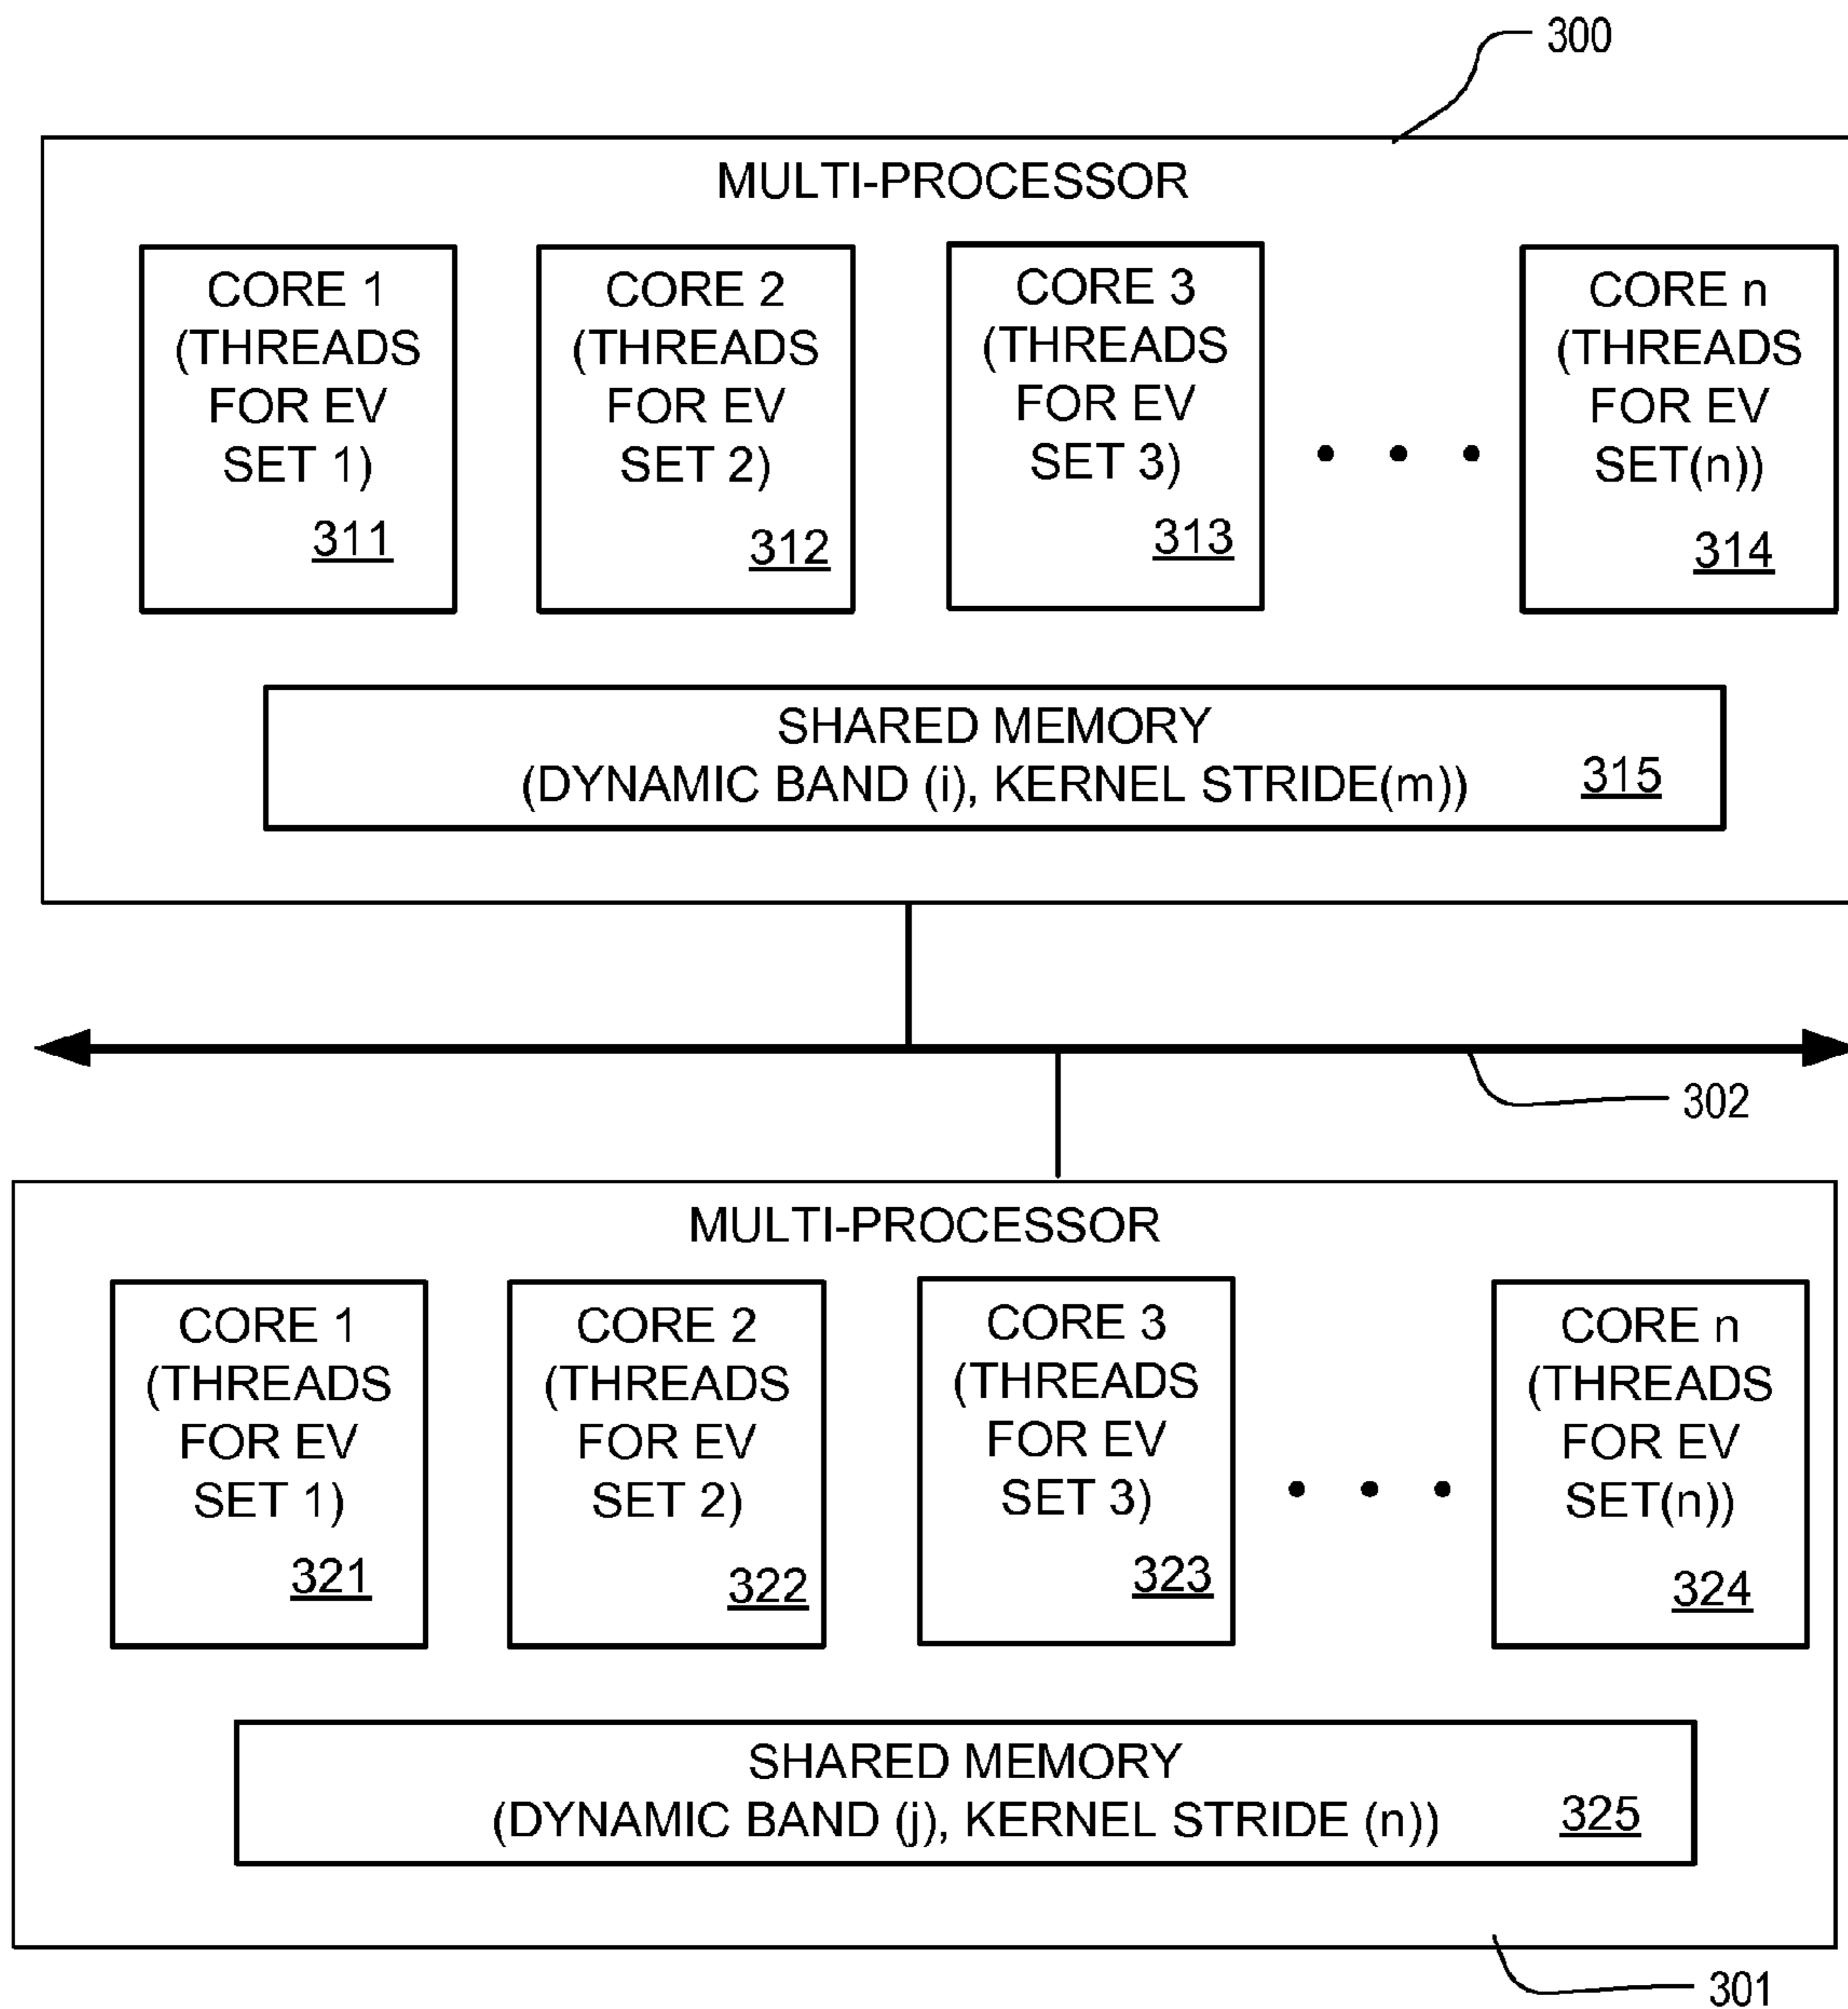 300
MULTI-PROCESSOR
CORE 1
(THREADS
FOR EV
SET 1)
311
CORE 2
(THREADS
FOR EV
SET 2)
312
CORE 3
(THREADS
FOR EV
SET 3)
313
CORE n
(THREADS
FOR EV
SET(n))
314
SHARED MEMORY
(DYNAMIC BAND (i), KERNEL STRIDE(m))
315
302
MULTI-PROCESSOR
CORE 1
(THREADS
FOR EV
SET 1)
321
CORE 2
(THREADS
FOR EV
SET 2)
322
CORE 3
(THREADS
FOR EV
SET 3)
323
CORE n
(THREADS
FOR EV
SET(n))
324
SHARED MEMORY
(DYNAMIC BAND (j), KERNEL STRIDE (n))
325
301